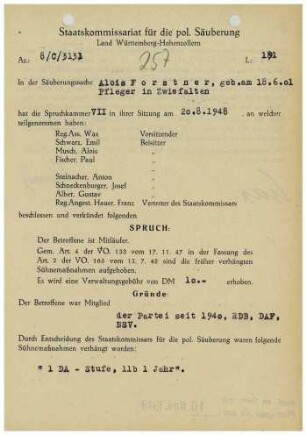 Staatskommissariat für die pol. Säuberung
Land Württemberg-Hohenzollern
Az: 8/C/3131
257
L: 191
In der Säuberungssache Alois Forstner, geb.am 18.6.01
Pfleger in Zwiefalten
hat die Spruchkammer VII in ihrer Sitzung am 20.8.1948 , an welcher
teilgenommen haben:
Reg.Ass. Wax Vorsitzender
Schwarz, Emil Beisitzer
Musch, Alois "
Fischer, Paul "
Steinacher, Anton "
Schneckenburger, Josef "
Alber, Gustav "
Reg.Angest. Hauer, Franz Vertreter des Staatskommissars
beschlossen und verkündet folgenden
SPRUCH:
Der Betroffene ist Mitläufer.
Gem. Art. 4 der VO. 133 vom 17. 11. 47 in der Fassung des
Art. 2 der VO. 165 vom 13. 7. 48 sind die früher verhängten
Sühnemaßnahmen aufgehoben.
Es wird eine Verwaltungsgebühr von DM 10.-- erhoben.
Gründe:
Der Betroffene war Mitglied
der Partei seit 1940, RDB, DAF,
NSV.
Durch Entscheidung des Staatskommissars für die pol. Säuberung waren folgende
Sühnemaßnahmen verhängt worden:
"1 DA - Stufe, 11b 1 Jahr".